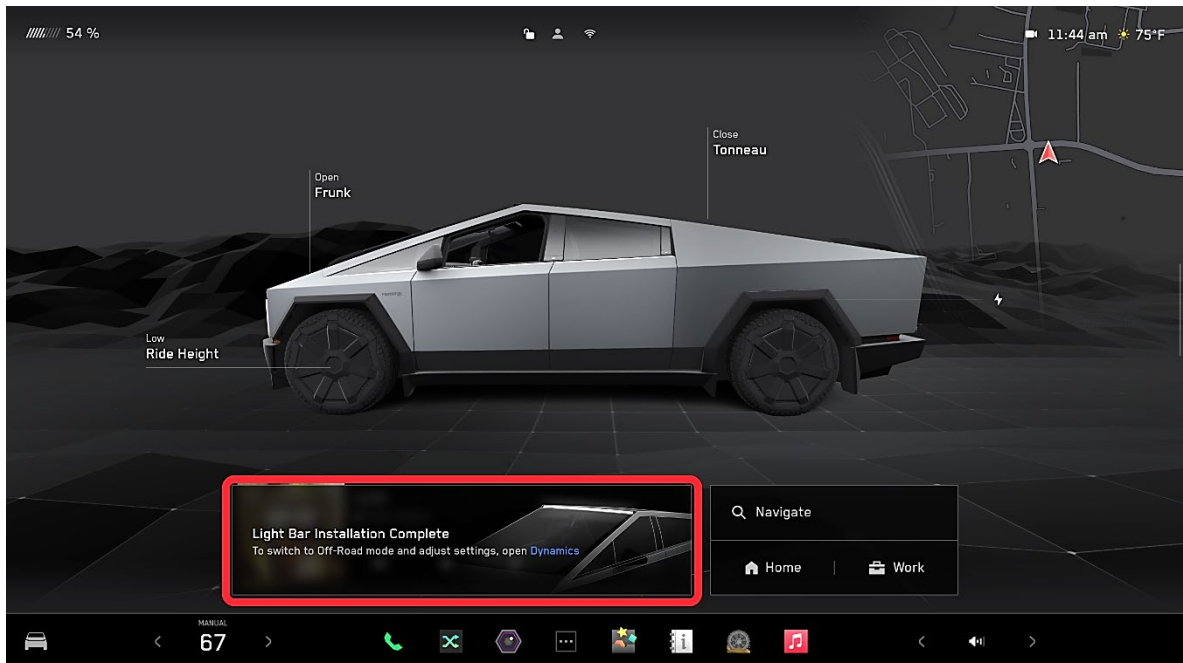 54 %
11:44 am 75°F
Close
Tonneau
Open
Frunk
Low
Ride Height
Light Bar Installation Complete
To switch to Off-Road mode and adjust settings, open Dynamics
Navigate
Home
Work
MANUAL
67
i